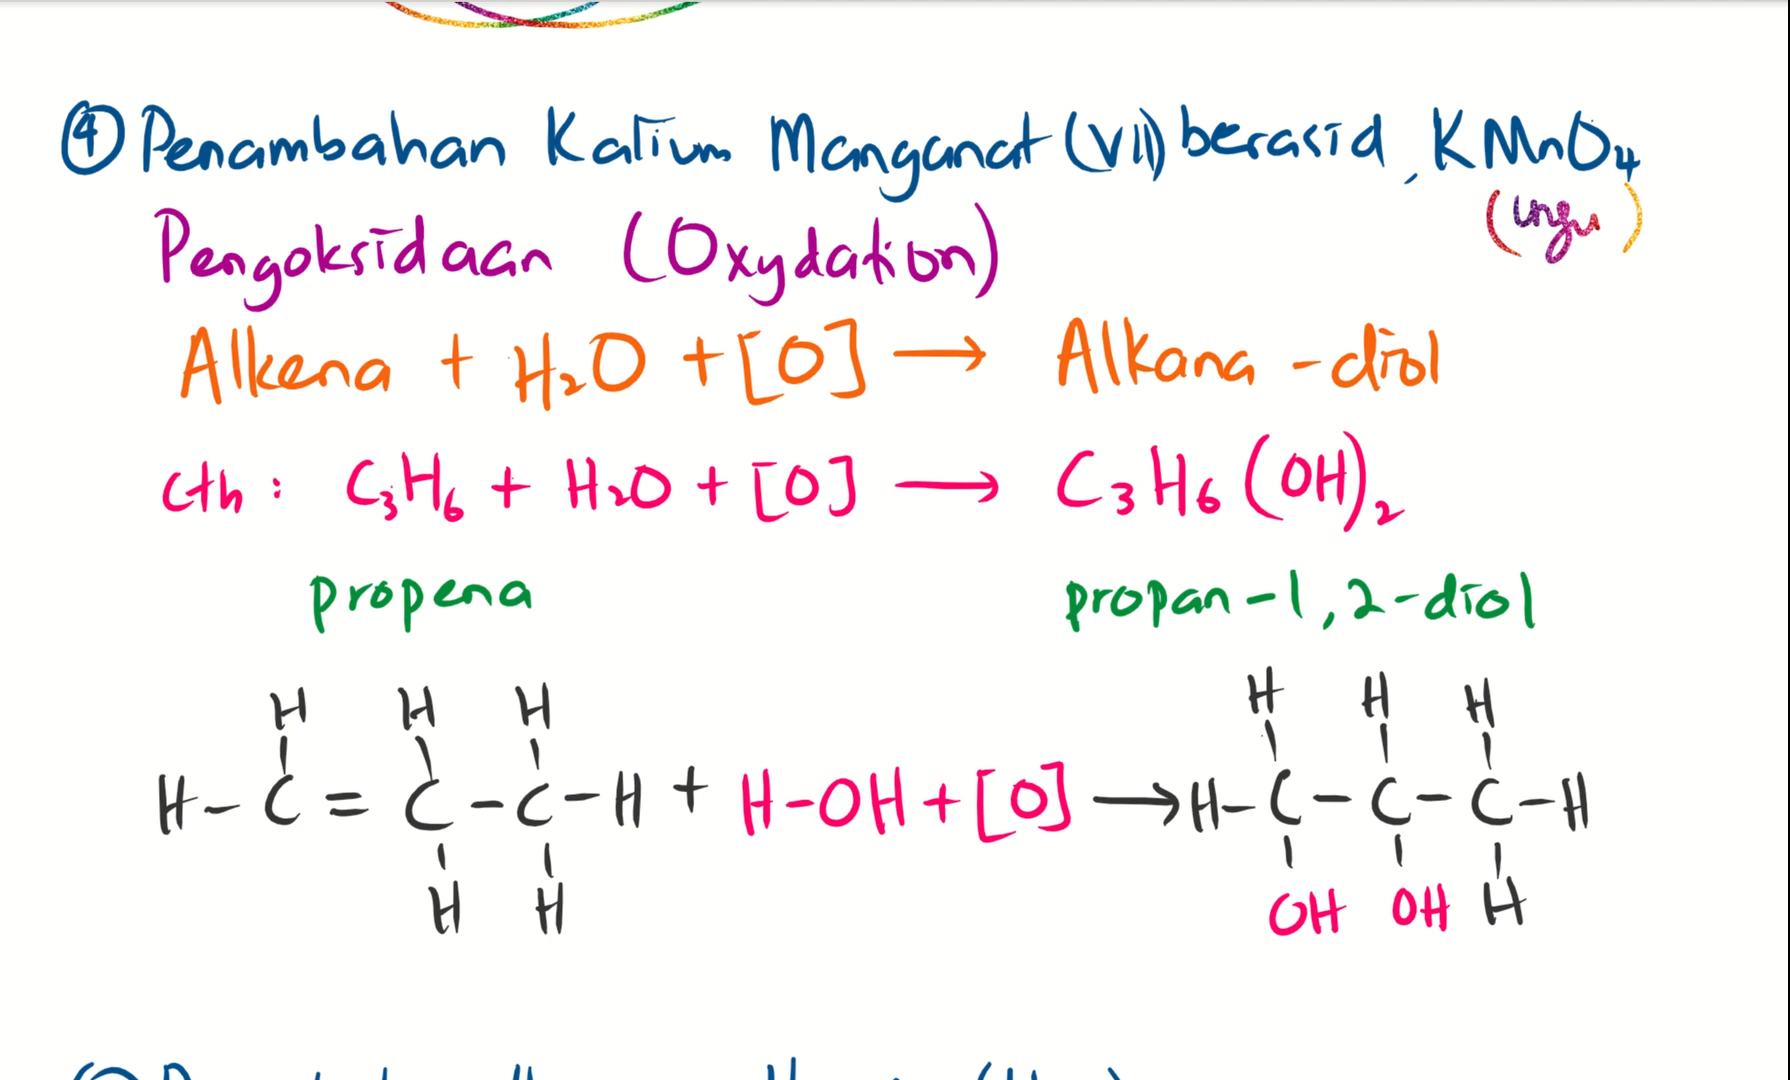 ④ Penambahan Kalium Manganat (VII) berasid, KMnO₄
(ungu)
Pengoksidaan (Oxydation)
Alkena + H₂O + [O] → Alkana -diol
cth : C₃H₆ + H₂O + [O] → C₃H₆(OH)₂
propena propan-1,2-diol
H H H H H H
H-C=C-C-H + H-OH + [O] → H-C-C-C-H
H H OH OH H